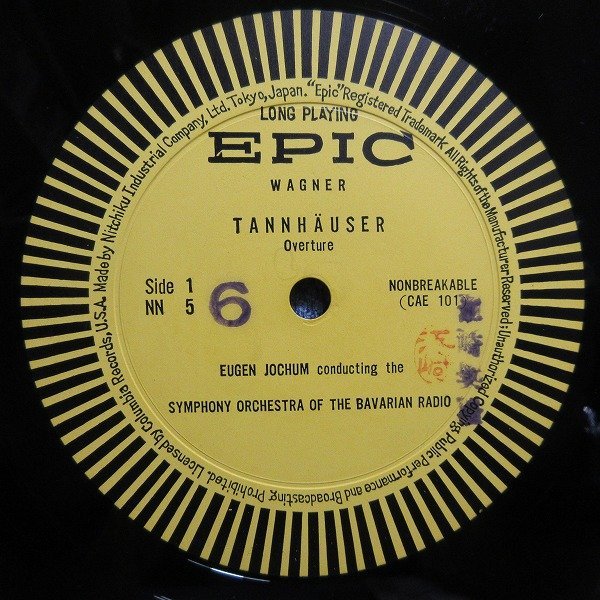 Licensed by Columbia Records, U.S.A. Made by Nitchiku Industrial Company, Ltd. Tokyo, Japan. "Epic" Registered Trademark All Rights of the Manufacturer Reserved; Unauthorized Public Performance and Broadcasting Prohibited.
LONG PLAYING
EPIC
WAGNER
TANNHÄUSER
Overture
Side 1
NN 5
6
NONBREAKABLE
(CAE 101)
EUGEN JOCHUM conducting the
SYMPHONY ORCHESTRA OF THE BAVARIAN RADIO